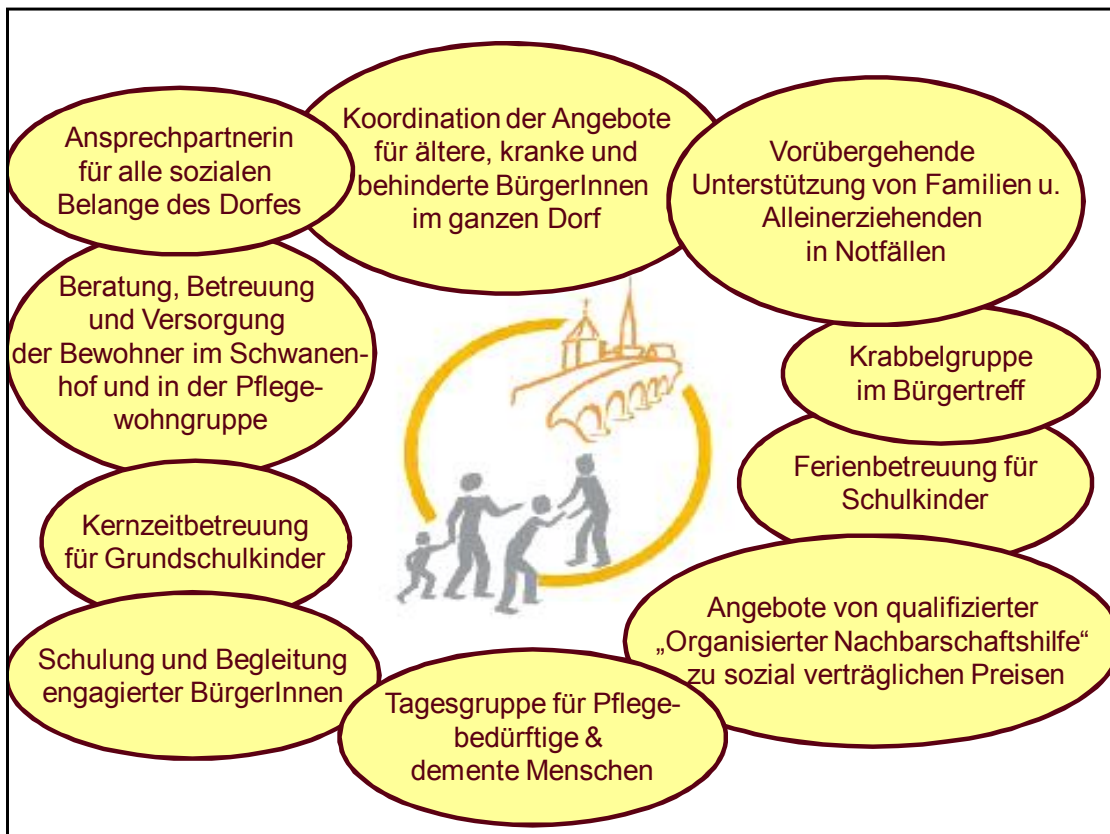 Ansprechpartnerin
für alle sozialen
Belange des Dorfes
Koordination der Angebote
für ältere, kranke und
behinderte BürgerInnen
im ganzen Dorf
Vorübergehende
Unterstützung von Familien u.
Alleinerziehenden
in Notfällen
Beratung, Betreuung
und Versorgung
der Bewohner im Schwanen-
hof und in der Pflege-
wohngruppe
Krabbelgruppe
im Bürgertreff
Ferienbetreuung für
Schulkinder
Kernzeitbetreuung
für Grundschulkinder
Angebote von qualifizierter
„Organisierter Nachbarschaftshilfe“
zu sozial verträglichen Preisen
Schulung und Begleitung
engagierter BürgerInnen
Tagesgruppe für Pflege-
bedürftige &
demente Menschen